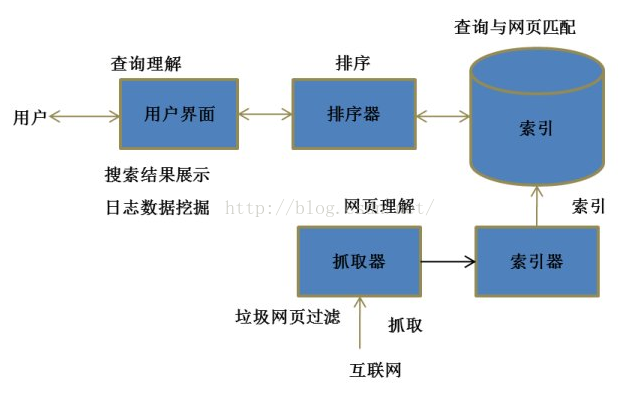 查询与网页匹配
查询理解
排序
用户
用户界面
排序器
索引
搜索结果展示
日志数据挖掘
网页理解
索引
抓取器
索引器
垃圾网页过滤
抓取
互联网